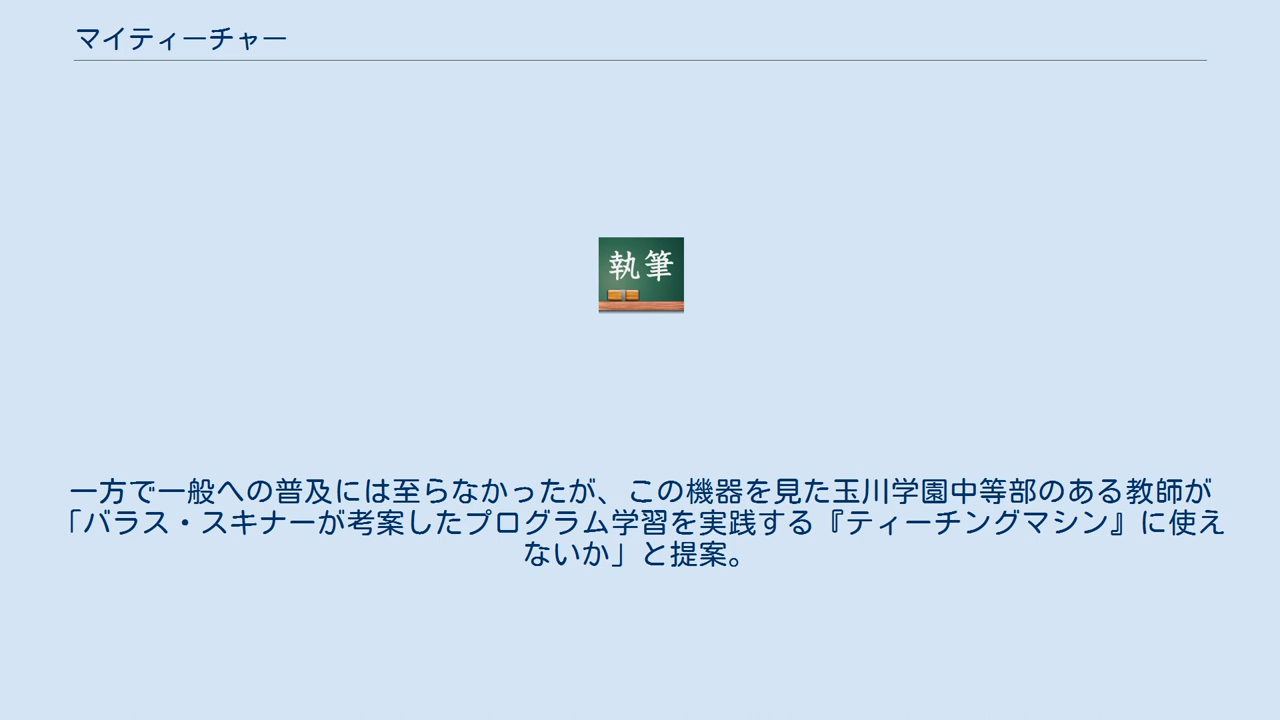 マイティーチャー
執筆
一方で一般への普及には至らなかったが、この機器を見た玉川学園中等部のある教師が
「バラス・スキナーが考案したプログラム学習を実践する『ティーチングマシン』に使え
ないか」と提案。